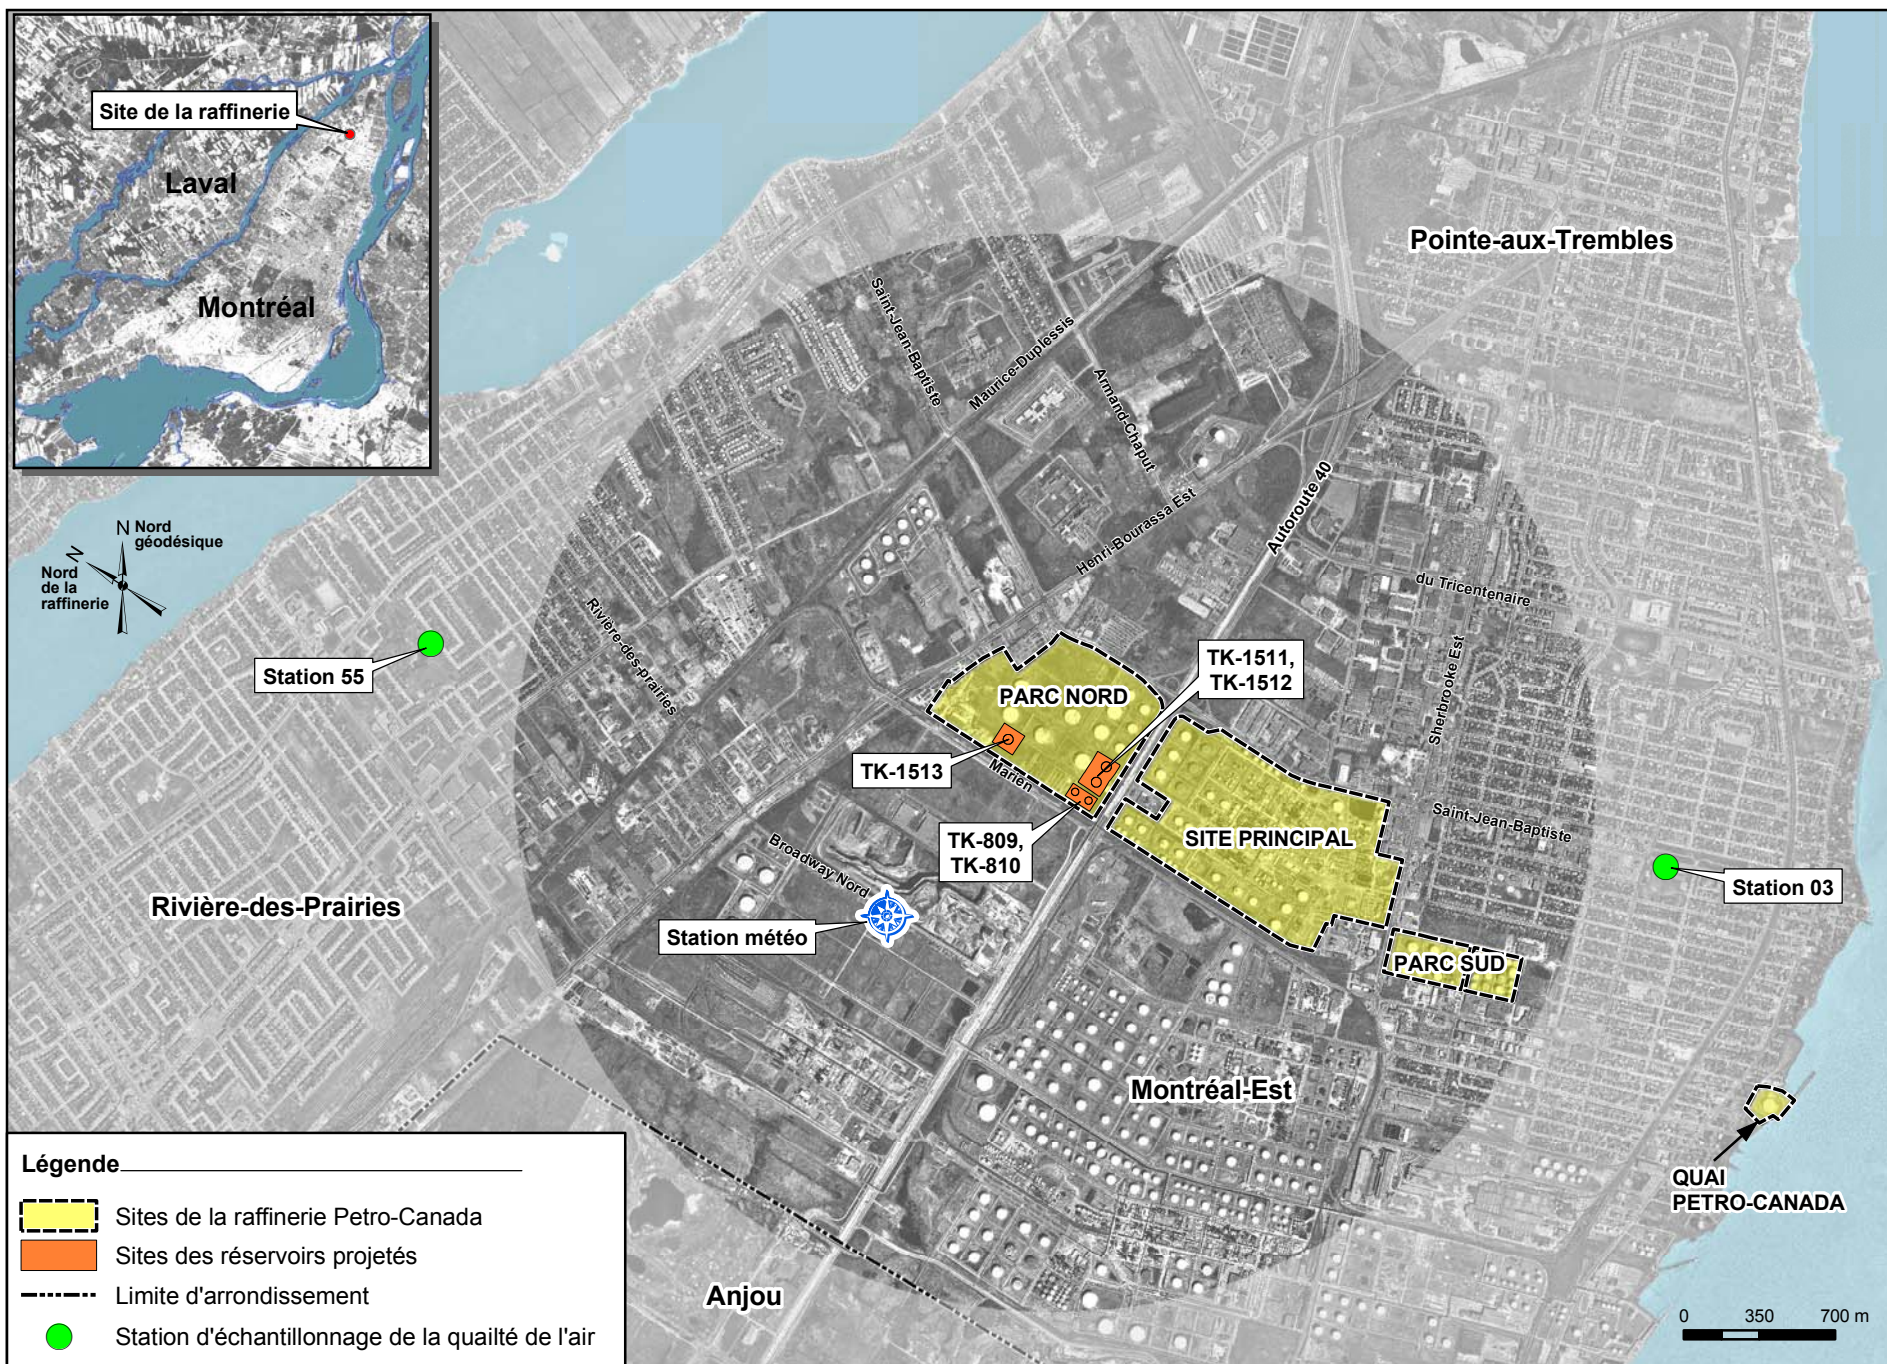 Site de la raffinerie
Laval
Montréal
Pointe-aux-Trembles
Saint-Jean-Baptiste
Maurice-Duplessis
Armand-Chaput
Henri-Bourassa Est
Autoroute 40
N Nord
géodésique
N
Nord
de la
raffinerie
du Tricentenaire
Rivière-des-prairies
Sherbrooke Est
Station 55
TK-1511,
TK-1512
PARC NORD
TK-1513
Marien
TK-809,
TK-810
SITE PRINCIPAL
Saint-Jean-Baptiste
Broadway Nord
Station 03
Rivière-des-Prairies
Station météo
PARC SUD
Montréal-Est
QUAI
PETRO-CANADA
Anjou
Légende
Sites de la raffinerie Petro-Canada
Sites des réservoirs projetés
Limite d'arrondissement
Station d'échantillonnage de la quailté de l'air
0 350 700 m